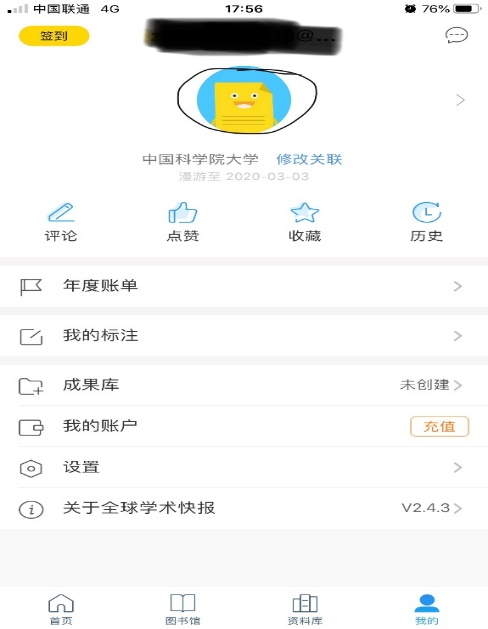 中国联通 4G 17:56 76%
签到 @...
中国科学院大学 修改关联
漫游至 2020-03-03
评论 点赞 收藏 历史
年度账单
我的标注
成果库 未创建
我的账户 充值
设置
关于全球学术快报 V2.4.3
首页 图书馆 资料库 我的